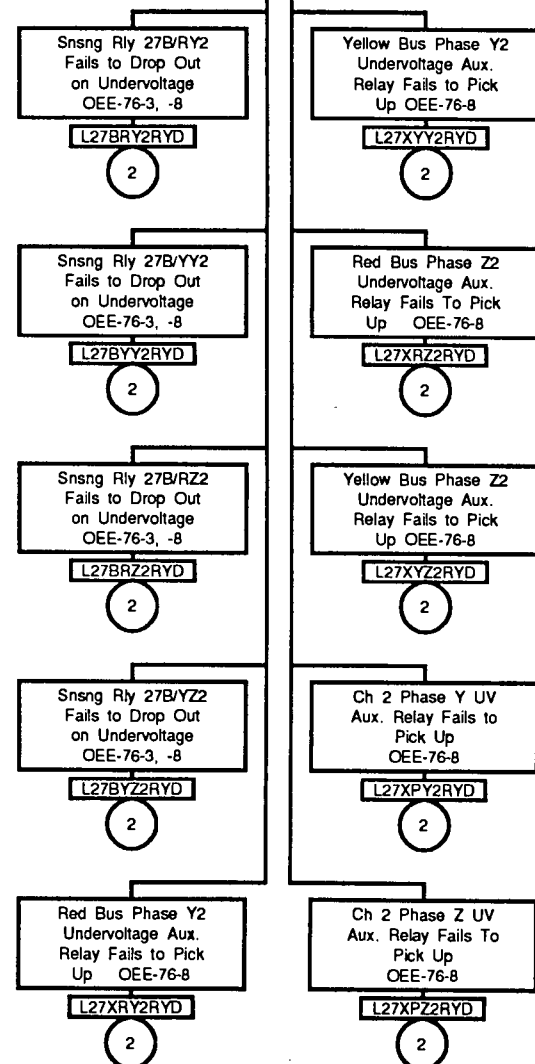 Snsng Rly 27B/RY2
Fails to Drop Out
on Undervoltage
OEE-76-3, -8
L27BRY2RYD
2
Yellow Bus Phase Y2
Undervoltage Aux.
Relay Fails to Pick
Up OEE-76-8
L27XYY2RYD
2
Snsng Rly 27B/YY2
Fails to Drop Out
on Undervoltage
OEE-76-3, -8
L27BYY2RYD
2
Red Bus Phase Z2
Undervoltage Aux.
Relay Fails To Pick
Up OEE-76-8
L27XRZ2RYD
2
Snsng Rly 27B/RZ2
Fails to Drop Out
on Undervoltage
OEE-76-3, -8
L27BRZ2RYD
2
Yellow Bus Phase Z2
Undervoltage Aux.
Relay Fails to Pick
Up OEE-76-8
L27XYZ2RYD
2
Snsng Rly 27B/YZ2
Fails to Drop Out
on Undervoltage
OEE-76-3, -8
L27BYZ2RYD
2
Ch 2 Phase Y UV
Aux. Relay Fails to
Pick Up
OEE-76-8
L27XPY2RYD
2
Red Bus Phase Y2
Undervoltage Aux.
Relay Fails to Pick
Up OEE-76-8
L27XRY2RYD
2
Ch 2 Phase Z UV
Aux. Relay Fails To
Pick Up
OEE-76-8
L27XPZ2RYD
2